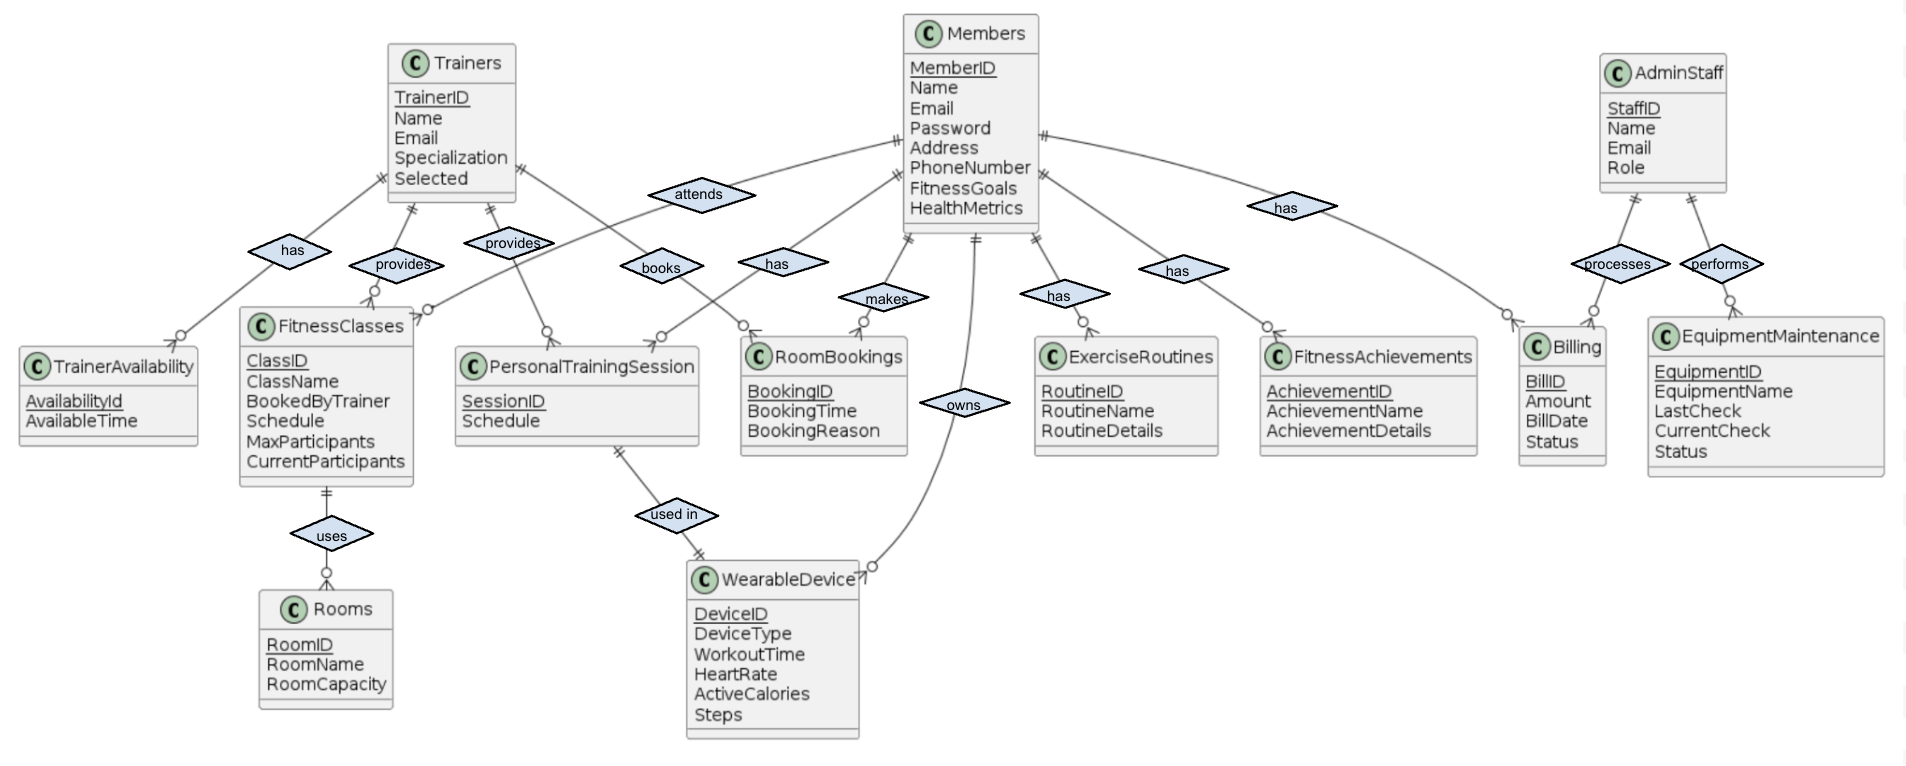 C Trainers
TrainerID
Name
Email
Specialization
Selected
C Members
MemberID
Name
Email
Password
Address
PhoneNumber
FitnessGoals
HealthMetrics
C AdminStaff
StaffID
Name
Email
Role
attends
has
has
provides
provides
books
has
makes
has
has
processes
performs
C TrainerAvailability
AvailabilityId
AvailableTime
C FitnessClasses
ClassID
ClassName
BookedByTrainer
Schedule
MaxParticipants
CurrentParticipants
C PersonalTrainingSession
SessionID
Schedule
C RoomBookings
BookingID
BookingTime
BookingReason
owns
C ExerciseRoutines
RoutineID
RoutineName
RoutineDetails
C FitnessAchievements
AchievementID
AchievementName
AchievementDetails
C Billing
BillID
Amount
BillDate
Status
C EquipmentMaintenance
EquipmentID
EquipmentName
LastCheck
CurrentCheck
Status
uses
used in
C Rooms
RoomID
RoomName
RoomCapacity
C WearableDevice
DeviceID
DeviceType
WorkoutTime
HeartRate
ActiveCalories
Steps